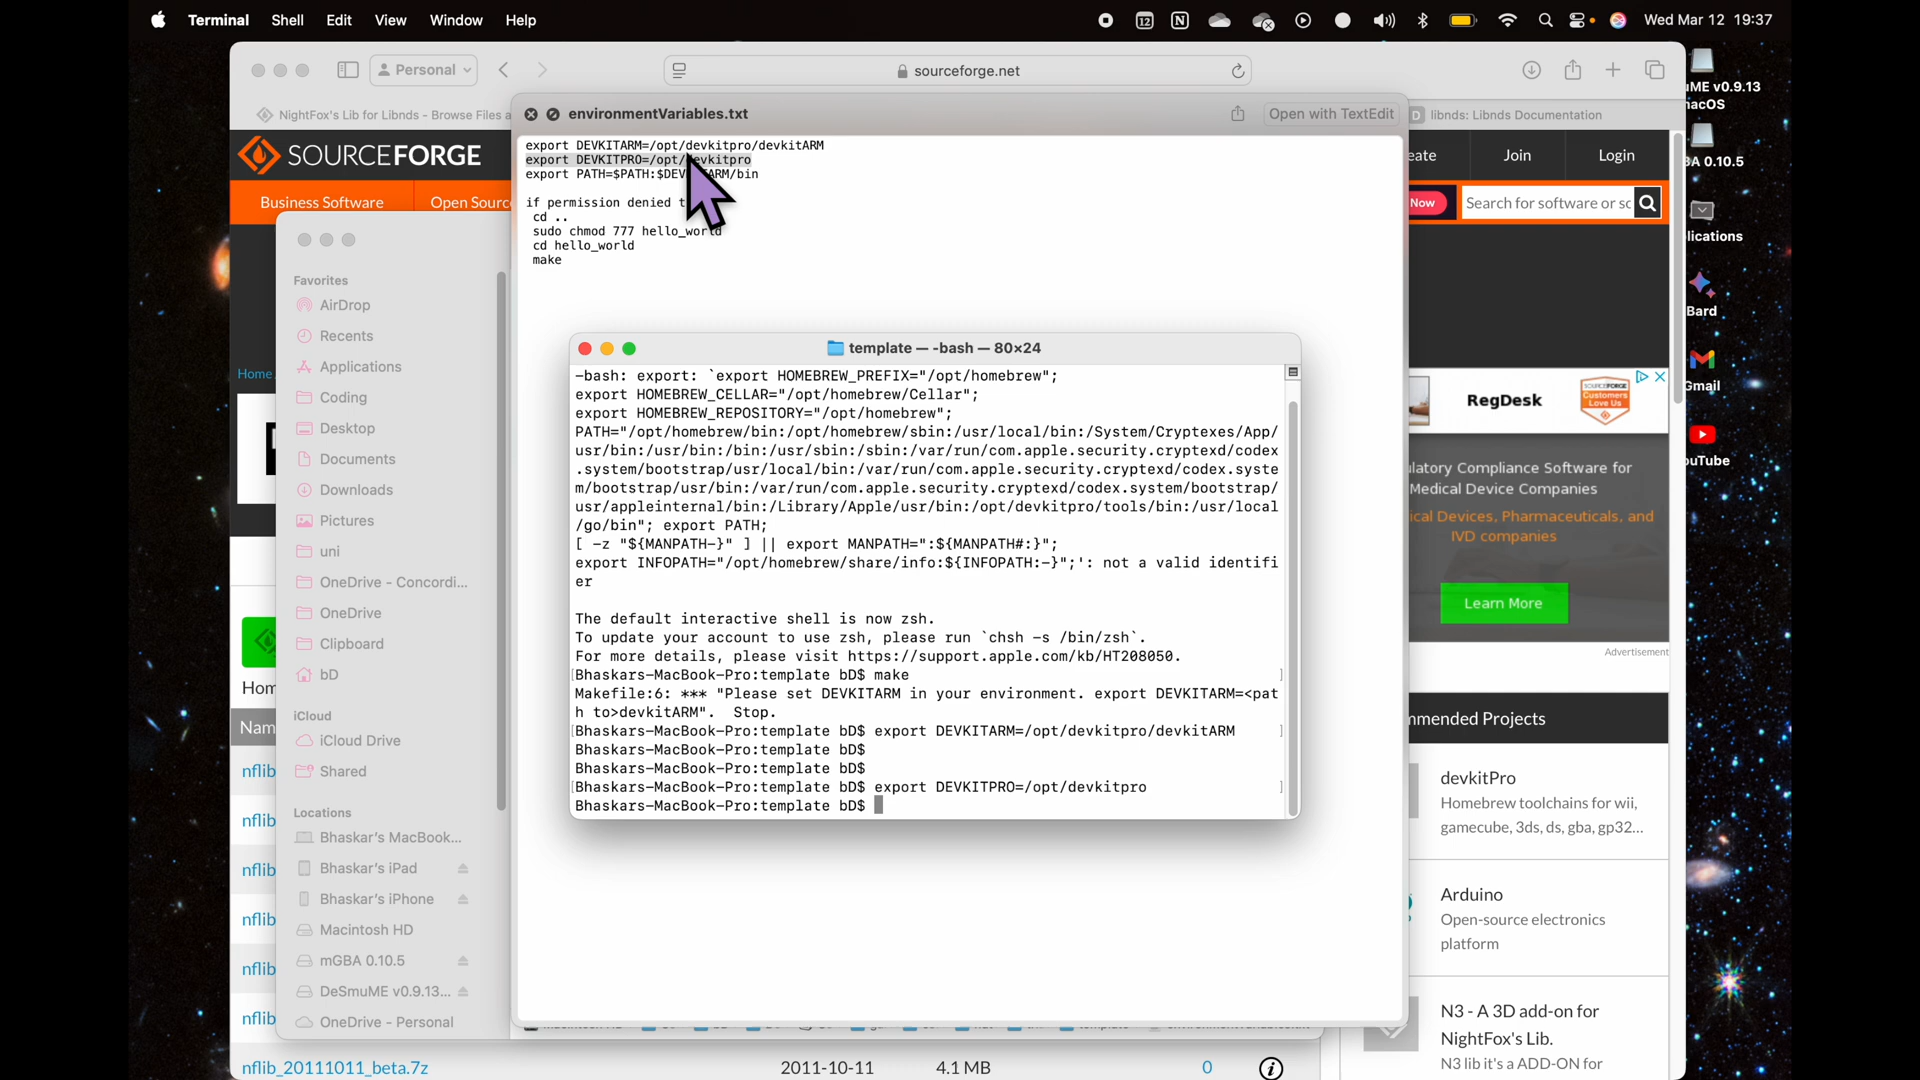 Terminal Shell Edit View Window Help
12
Wed Mar 12 19:37
Personal
sourceforge.net
NightFox's Lib for Libnds - Browse Files
libnds: Libnds Documentation
environmentVariables.txt
Open with TextEdit
SOURCEFORGE
Join
Login
Business Software
Open
Now
Search for software or
export DEVKITARM=/opt/devkitpro/devkitARM
export DEVKITPRO=/opt/devkitpro
export PATH=$PATH:$DEVKITARM/bin
if permission denied
cd ..
sudo chmod 777 hello_world
cd hello_world
make
template — -bash — 80×24
-bash: export: `export HOMEBREW_PREFIX="/opt/homebrew";
export HOMEBREW_CELLAR="/opt/homebrew/Cellar";
export HOMEBREW_REPOSITORY="/opt/homebrew";
PATH="/opt/homebrew/bin:/opt/homebrew/sbin:/usr/local/bin:/System/Cryptexes/App/
usr/bin:/usr/bin:/bin:/usr/sbin:/sbin:/var/run/com.apple.security.cryptexd/codex
.system/bootstrap/usr/local/bin:/var/run/com.apple.security.cryptexd/codex.syste
m/bootstrap/usr/bin:/var/run/com.apple.security.cryptexd/codex.system/bootstrap/
usr/appleinternal/bin:/Library/Apple/usr/bin:/opt/devkitpro/tools/bin:/usr/local
/go/bin"; export PATH;
[ -z "${MANPATH-}" ] || export MANPATH=":${MANPATH#:}";
export INFOPATH="/opt/homebrew/share/info:${INFOPATH:-}";': not a valid identifi
er
The default interactive shell is now zsh.
To update your account to use zsh, please run `chsh -s /bin/zsh`.
For more details, please visit https://support.apple.com/kb/HT208050.
[Bhaskars-MacBook-Pro:template bD$ make ]
Makefile:6: *** "Please set DEVKITARM in your environment. export DEVKITARM=<pat
h to>devkitARM". Stop.
[Bhaskars-MacBook-Pro:template bD$ export DEVKITARM=/opt/devkitpro/devkitARM ]
Bhaskars-MacBook-Pro:template bD$
Bhaskars-MacBook-Pro:template bD$
[Bhaskars-MacBook-Pro:template bD$ export DEVKITPRO=/opt/devkitpro ]
Bhaskars-MacBook-Pro:template bD$
Favorites
AirDrop
Recents
Applications
Coding
Desktop
Documents
Downloads
Pictures
uni
OneDrive - Concordi...
OneDrive
Clipboard
bD
iCloud
iCloud Drive
Shared
Locations
Bhaskar's MacBook...
Bhaskar's iPad
Bhaskar's iPhone
Macintosh HD
mGBA 0.10.5
DeSmuME v0.9.13...
OneDrive - Personal
Home
nflib
nflib
nflib
nflib
nflib
nflib
nflib_20111011_beta.7z 2011-10-11 4.1 MB 0 i
RegDesk
SOURCEFORGE
Customers
Love Us
Compliance Software for
Medical Device Companies
Devices, Pharmaceuticals, and
IVD companies
Learn More
Advertisement
Projects
devkitPro
Homebrew toolchains for wii,
gamecube, 3ds, ds, gba, gp32...
Arduino
Open-source electronics
platform
N3 - A 3D add-on for
NightFox's Lib.
N3 lib it's a ADD-ON for
v0.9.13
0.10.5
Bard
Gmail